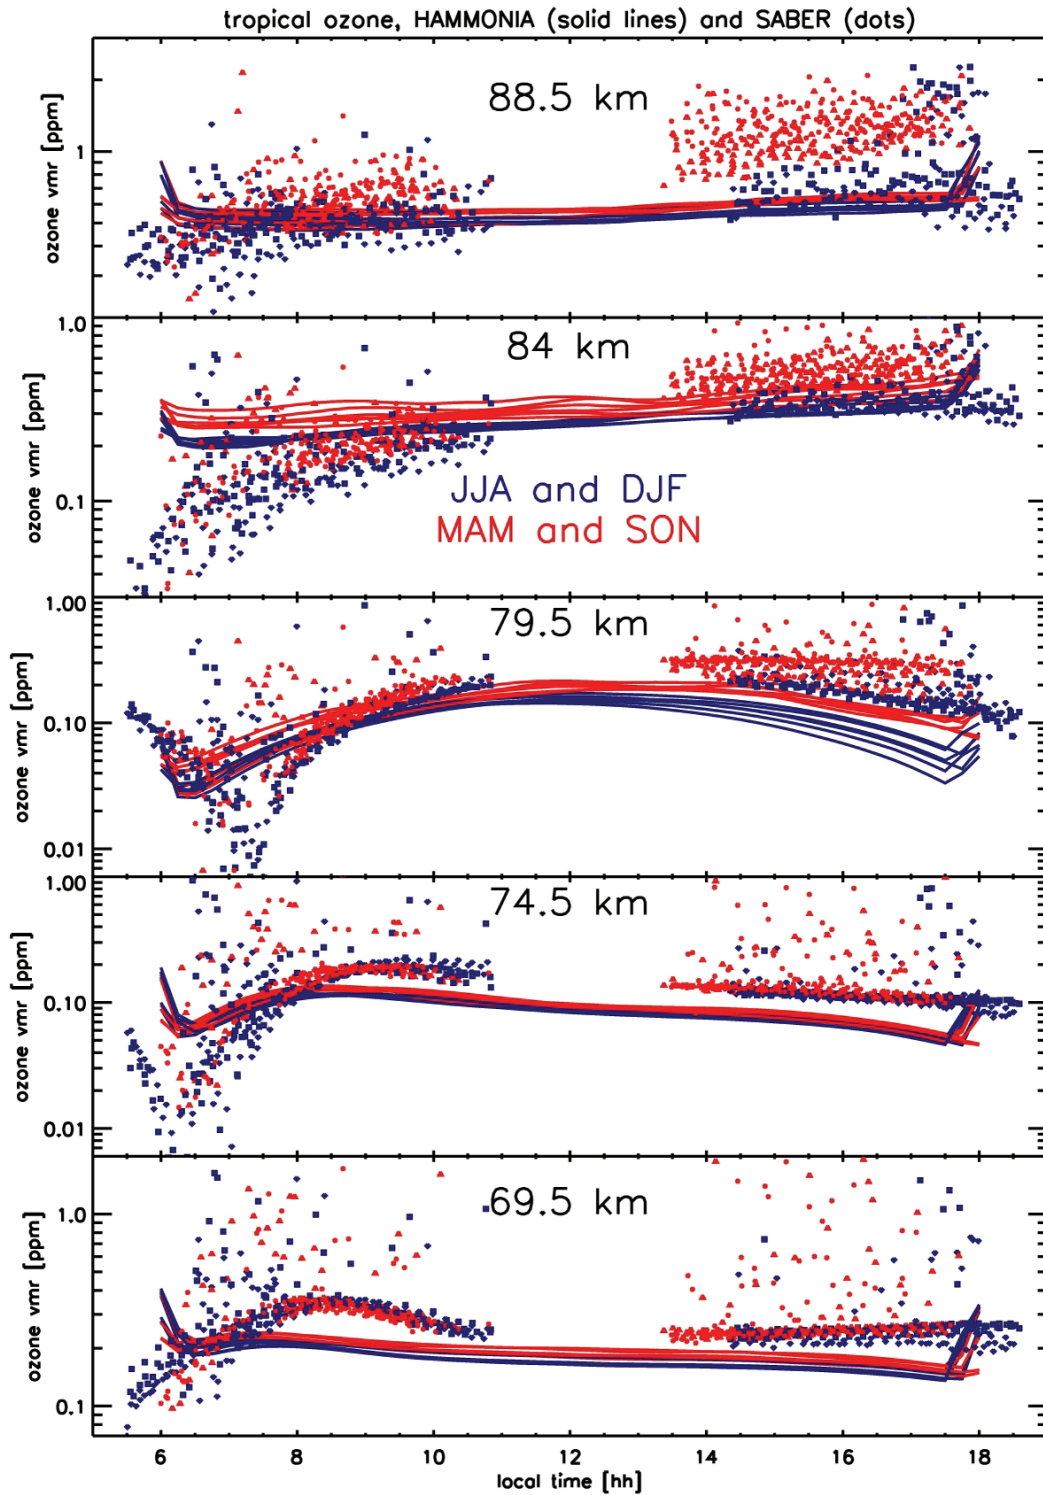 tropical ozone, HAMMONIA (solid lines) and SABER (dots)
88.5 km
ozone vmr [ppm]
1
84 km
ozone vmr [ppm]
1.0
0.1
JJA and DJF
MAM and SON
79.5 km
ozone vmr [ppm]
1.00
0.10
0.01
74.5 km
ozone vmr [ppm]
1.00
0.10
0.01
69.5 km
ozone vmr [ppm]
1.0
0.1
6 8 10 12 14 16 18
local time [hh]